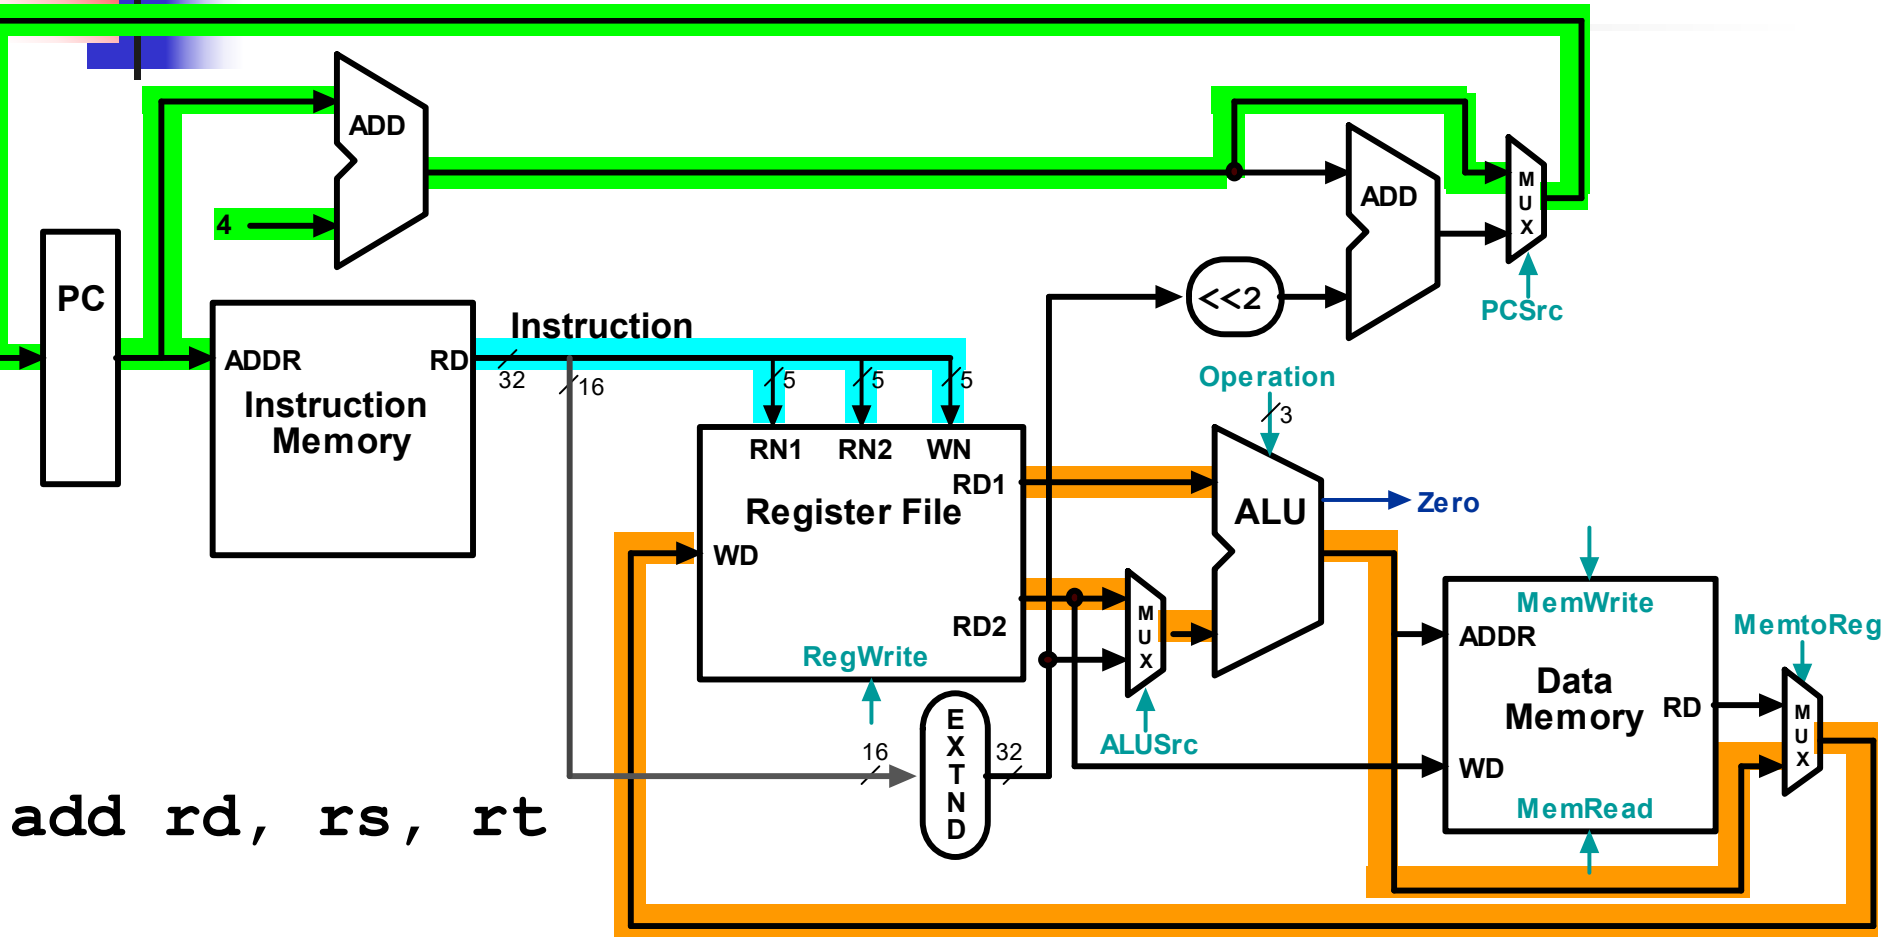 ADD
4
ADD
M
U
X
PCSrc
<<2
PC
Instruction
ADDR
RD
32
16
5
5
5
Instruction
Memory
Operation
3
RN1
RN2
WN
RD1
Register File
WD
RD2
RegWrite
ALU
Zero
M
U
X
ALUSrc
MemWrite
ADDR
Data
Memory
RD
WD
MemRead
MemtoReg
M
U
X
16
E
X
T
N
D
32
add rd, rs, rt